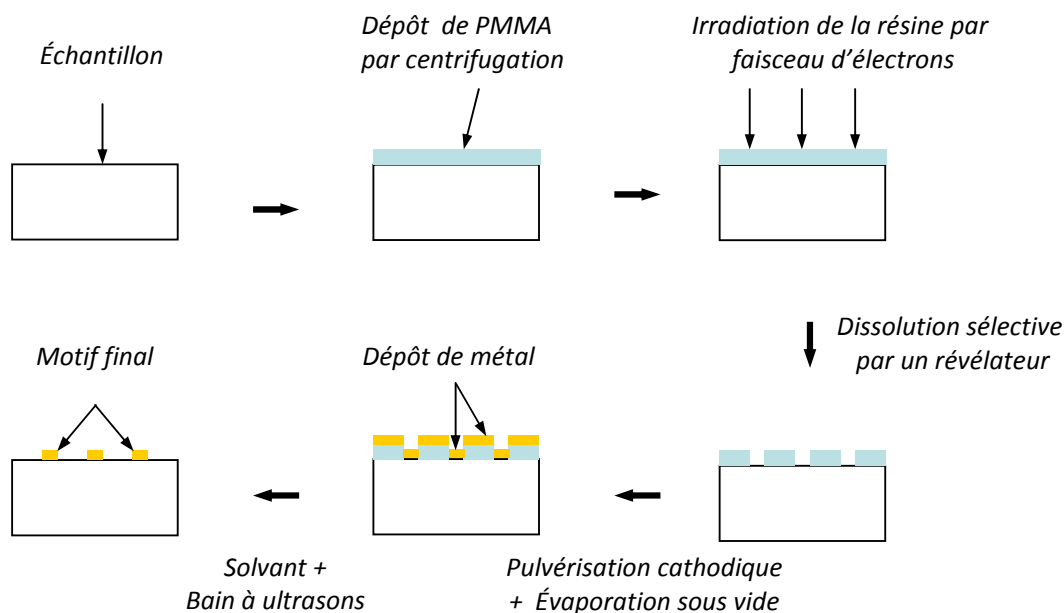 Échantillon
Dépôt de PMMA
par centrifugation
Irradiation de la résine par
faisceau d'électrons
Dissolution sélective
par un révélateur
Motif final
Dépôt de métal
Solvant +
Bain à ultrasons
Pulvérisation cathodique
+ Évaporation sous vide